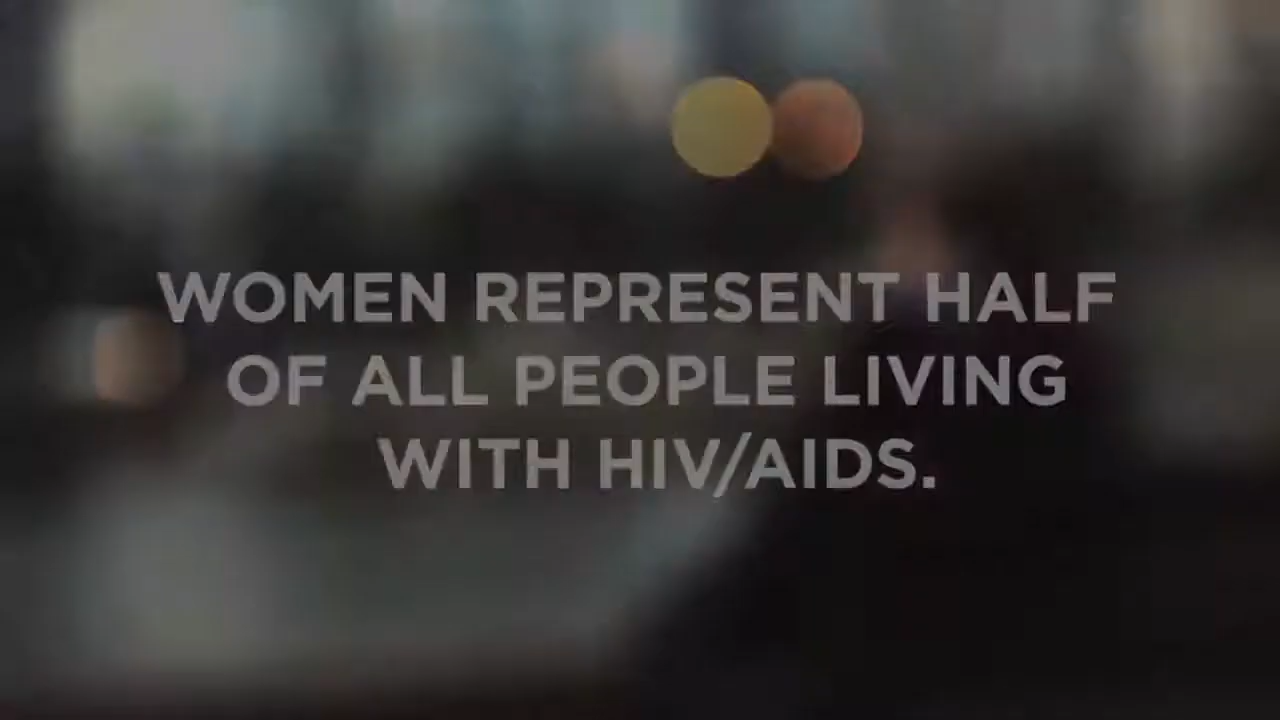 WOMEN REPRESENT HALF
OF ALL PEOPLE LIVING
WITH HIV/AIDS.